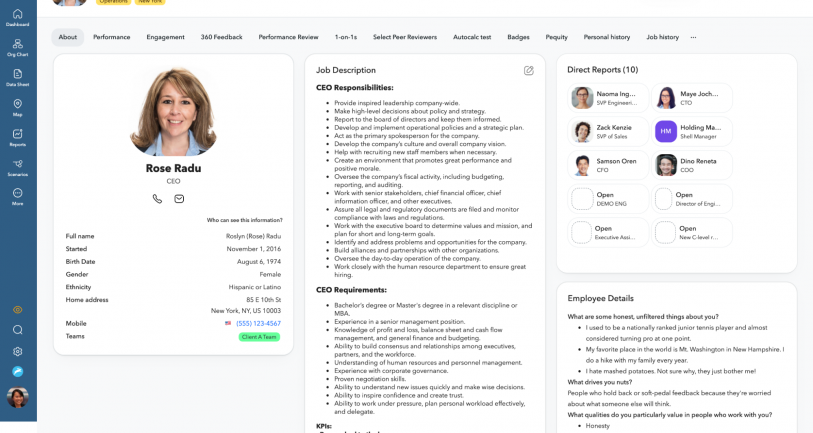 Operations New York
Dashboard
Org Chart
Data Sheet
Map
Reports
Scenarios
More
About Performance Engagement 360 Feedback Performance Review 1-on-1s Select Peer Reviewers Autocalc test Badges Pequity Personal history Job history ...
Rose Radu
CEO
Who can see this information?
Full name Roslyn (Rose) Radu
Started November 1, 2016
Birth Date August 6, 1974
Gender Female
Ethnicity Hispanic or Latino
Home address 85 E 10th St
New York, NY, US 10003
Mobile (555) 123-4567
Teams Client A Team
Job Description
CEO Responsibilities:
• Provide inspired leadership company-wide.
• Make high-level decisions about policy and strategy.
• Report to the board of directors and keep them informed.
• Develop and implement operational policies and a strategic plan.
• Act as the primary spokesperson for the company.
• Develop the company's culture and overall company vision.
• Help with recruiting new staff members when necessary.
• Create an environment that promotes great performance and
positive morale.
• Oversee the company's fiscal activity, including budgeting,
reporting, and auditing.
• Work with senior stakeholders, chief financial officer, chief
information officer, and other executives.
• Assure all legal and regulatory documents are filed and monitor
compliance with laws and regulations.
• Work with the executive board to determine values and mission, and
plan for short and long-term goals.
• Identify and address problems and opportunities for the company.
• Build alliances and partnerships with other organizations.
• Oversee the day-to-day operation of the company.
• Work closely with the human resource department to ensure great
hiring.
CEO Requirements:
• Bachelor's degree or Master's degree in a relevant discipline or
MBA.
• Experience in a senior management position.
• Knowledge of profit and loss, balance sheet and cash flow
management, and general finance and budgeting.
• Ability to build consensus and relationships among executives,
partners, and the workforce.
• Understanding of human resources and personnel management.
• Experience with corporate governance.
• Proven negotiation skills.
• Ability to understand new issues quickly and make wise decisions.
• Ability to inspire confidence and create trust.
• Ability to work under pressure, plan personal workload effectively,
and delegate.
KPIs:
Direct Reports (10)
Naoma Ing...
SVP Engineeri...
Maye Joch...
CTO
Zack Kenzie
SVP of Sales
HM
Holding Ma...
Shell Manager
Samson Oren
CFO
Dino Reneta
CDO
Open
DEMO ENG
Open
Director of Engi...
Open
Executive Assi...
Open
New C-level r...
Employee Details
What are some honest, unfiltered things about you?
• I used to be a nationally ranked junior tennis player and almost
considered turning pro at one point.
• My favorite place in the world is Mt. Washington in New Hampshire. I
do a hike with my family every year.
• I hate mashed potatoes. Not sure why, they just bother me!
What drives you nuts?
People who hold back or soft-pedal feedback because they're worried
about what someone else will think.
What qualities do you particularly value in people who work with you?
• Honesty